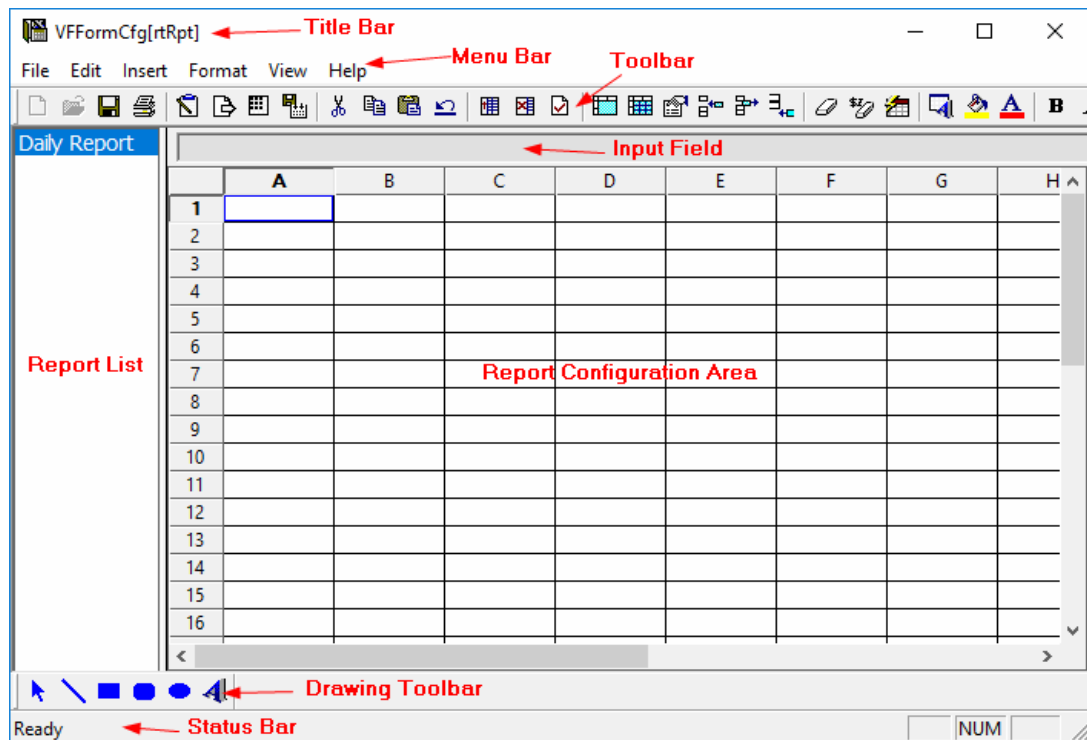 VFFormCfg[rtRpt] Title Bar
File Edit Insert Format View Help Menu Bar Toolbar
A B
Daily Report Input Field
A B C D E F G H
1
2
3
4
5
6
Report List
7 Report Configuration Area
8
9
10
11
12
13
14
15
16
A Drawing Toolbar
Ready Status Bar NUM